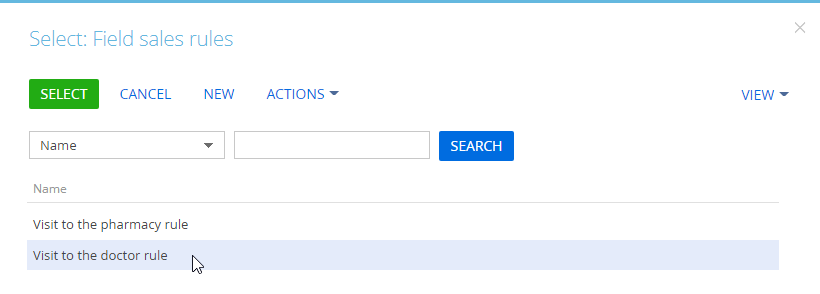 Select: Field sales rules
SELECT CANCEL NEW ACTIONS VIEW
Name SEARCH
Name
Visit to the pharmacy rule
Visit to the doctor rule